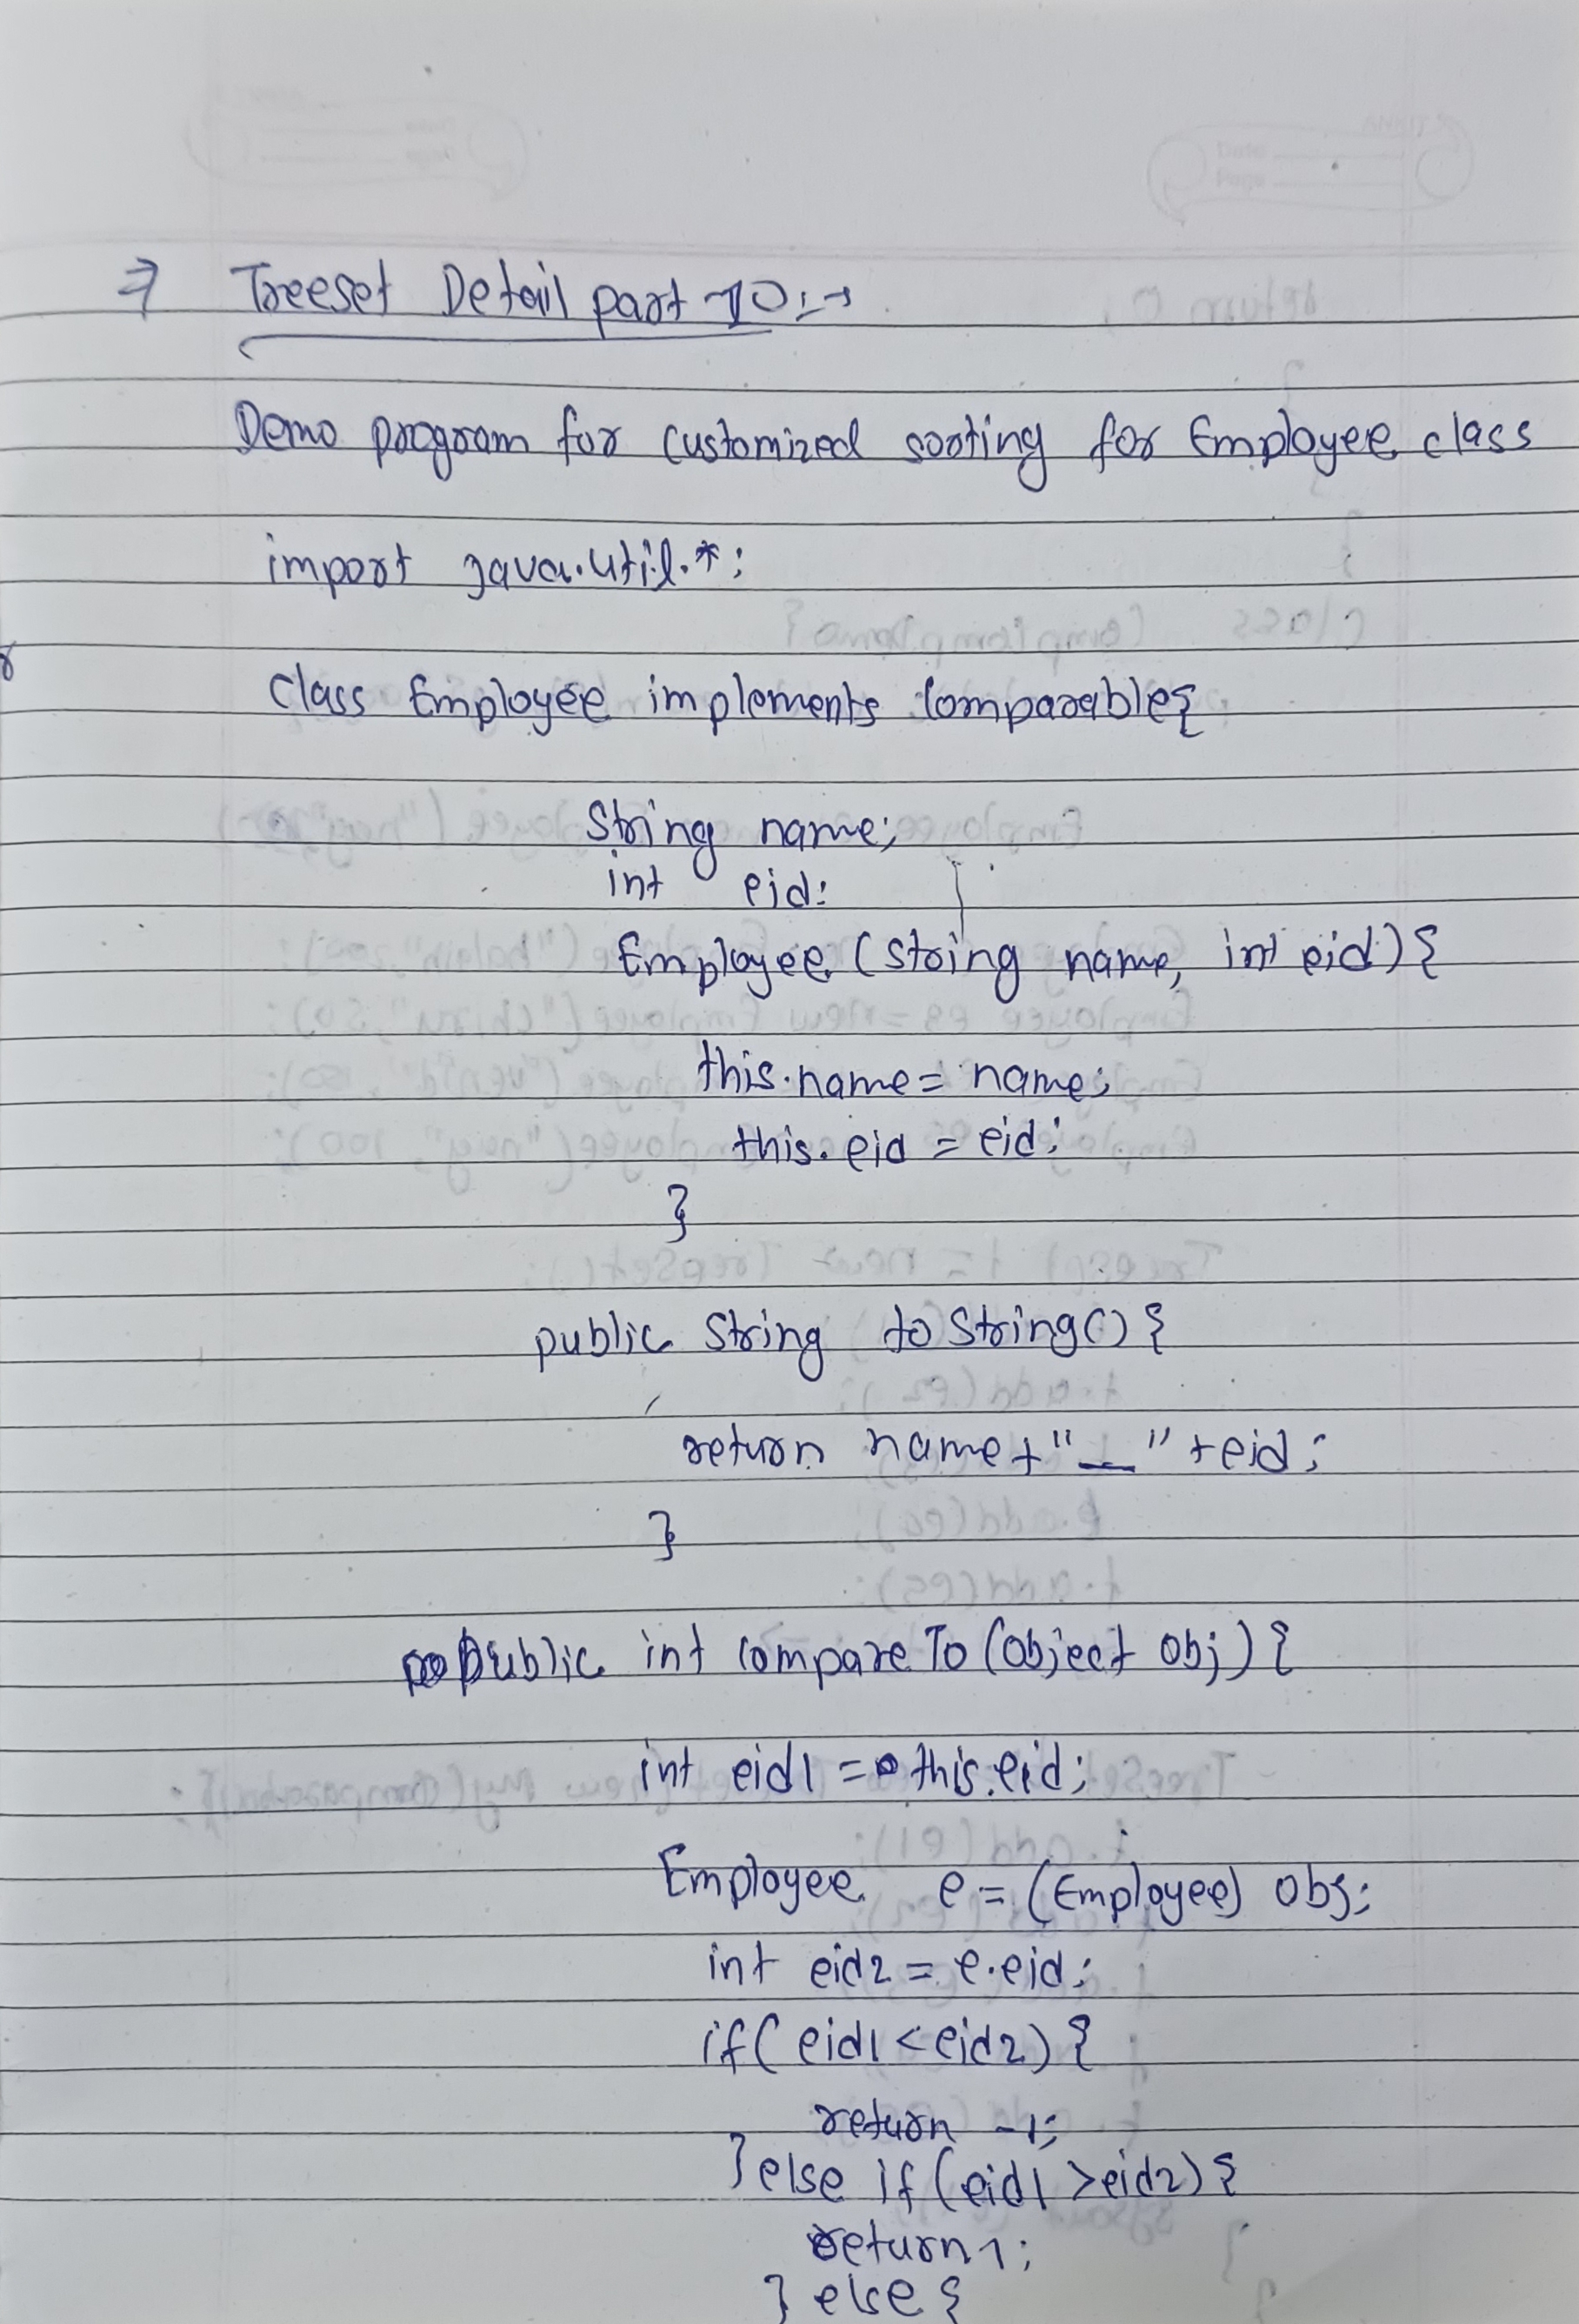 ⇒ Treeset Detail part -10:→
Demo program for customized sorting for Employee class
import java.util.*;
class Employee implements Comparable{
String name;
int eid;
Employee (String name, int eid){
this.name = name;
this.eid = eid;
}
public String toString() {
return name+"__"+eid;
}
public int compareTo (Object obj) {
int eid1 = this.eid;
Employee e = (Employee) obj;
int eid2 = e.eid;
if( eid1 < eid2) {
return -1;
}else if (eid1 >eid2) {
return 1;
} else {